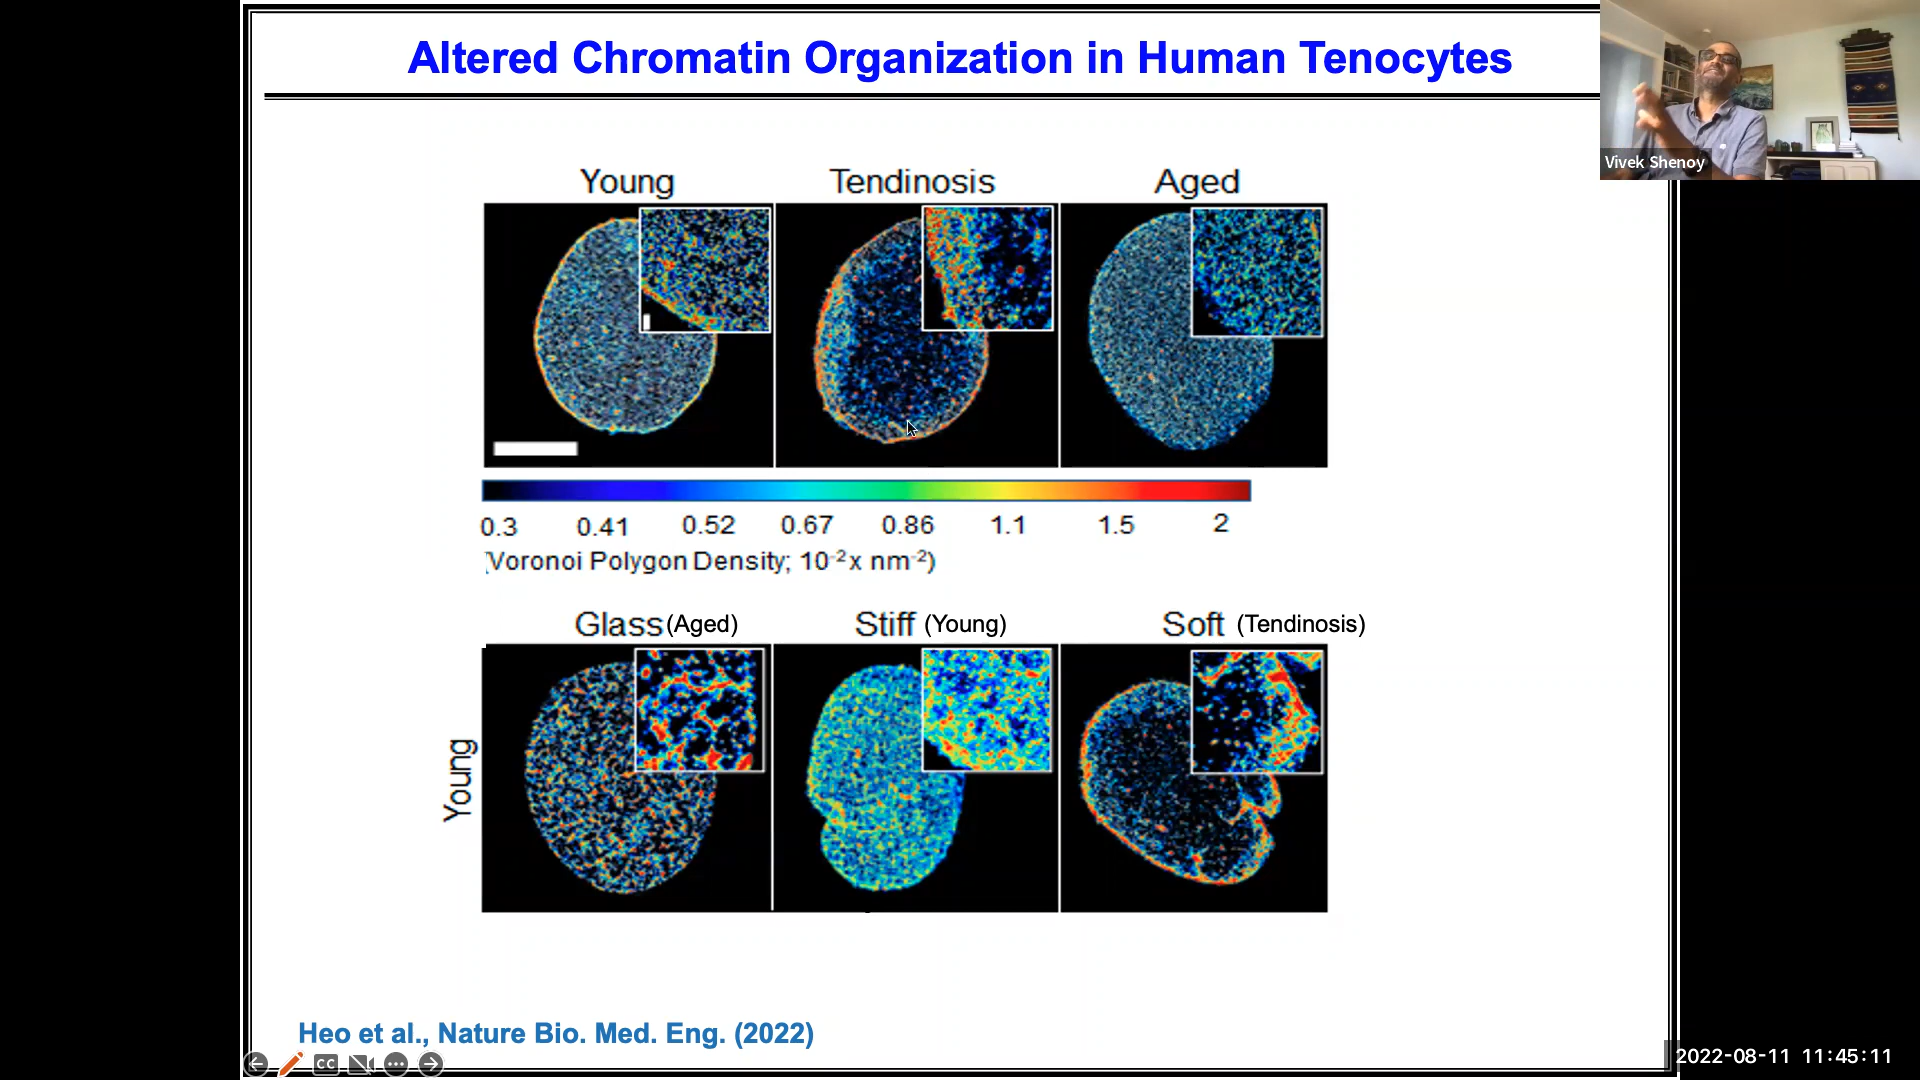 Altered Chromatin Organization in Human Tenocytes
Vivek Shenoy
Young Tendinosis Aged
0.3 0.41 0.52 0.67 0.86 1.1 1.5 2
(Voronoi Polygon Density; 10⁻² x nm⁻²)
Glass (Aged) Stiff (Young) Soft (Tendinosis)
Young
Heo et al., Nature Bio. Med. Eng. (2022)
CC
2022-08-11 11:45:11